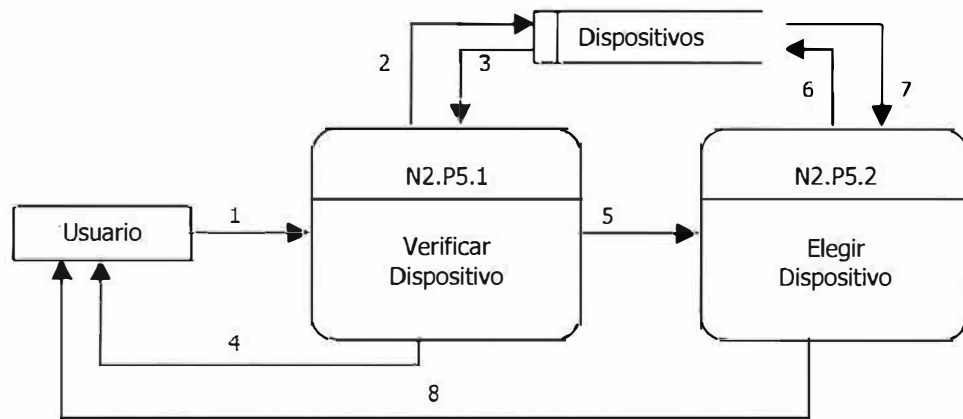 2
3
Dispositivos
6
7
N2.P5.1
N2.P5.2
Usuario
1
5
Verificar
Dispositivo
Elegir
Dispositivo
4
8